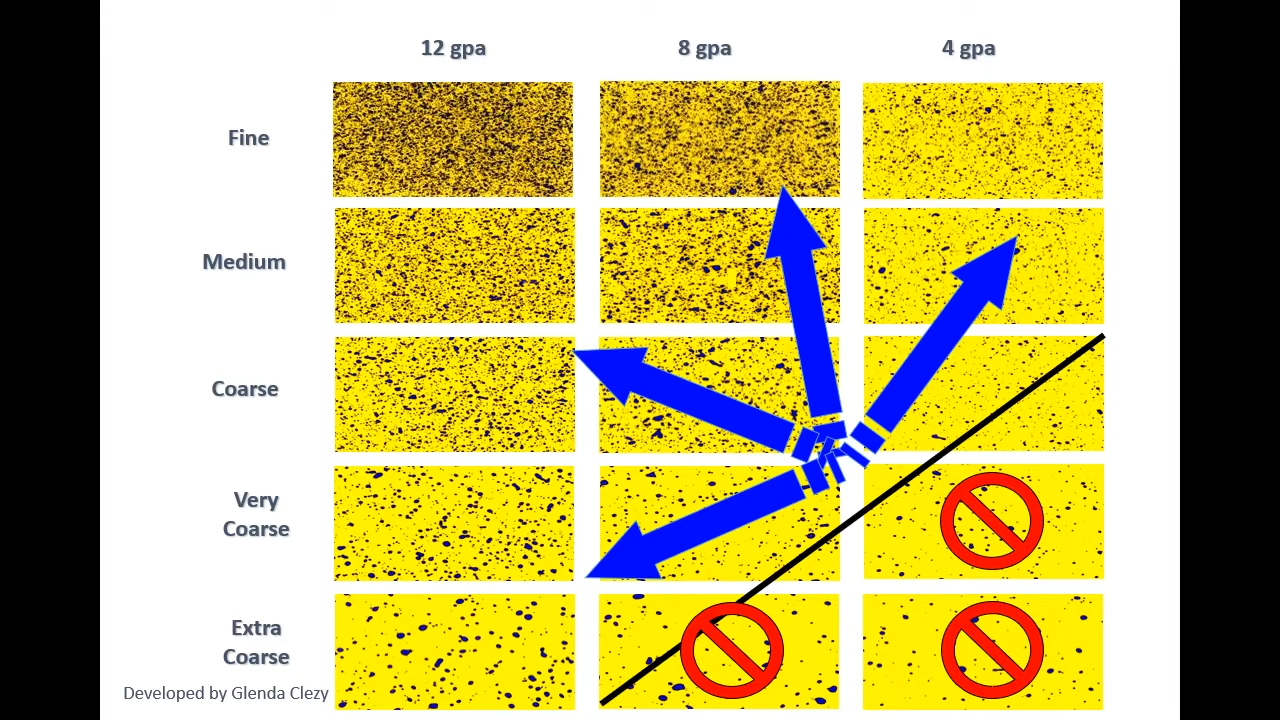 12 gpa 8 gpa 4 gpa
Fine
Medium
Coarse
Very
Coarse
Extra
Coarse
Developed by Glenda Clezy